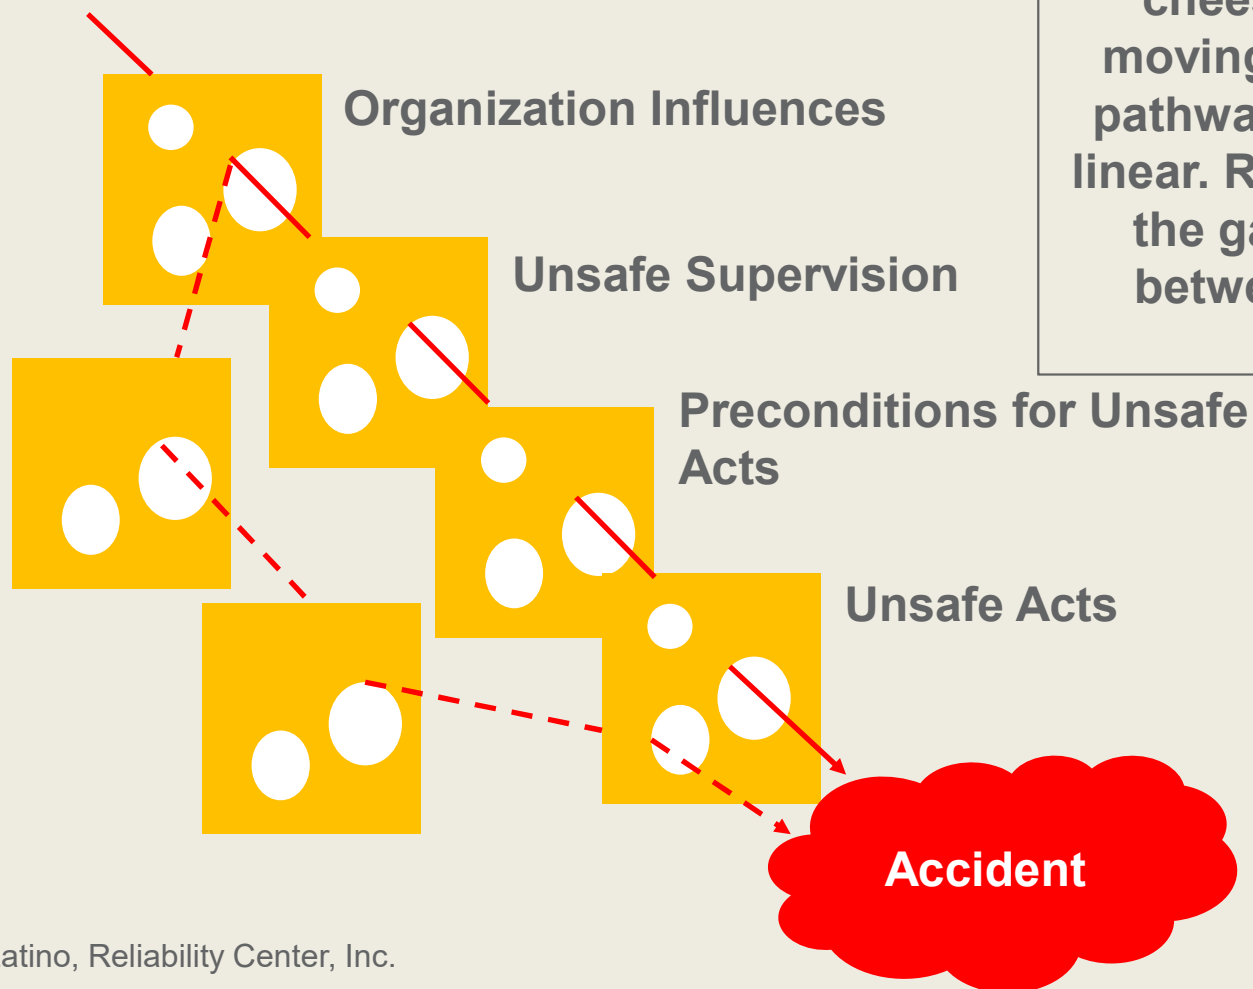 Organization Influences
Unsafe Supervision
Preconditions for Unsafe
Acts
Unsafe Acts
Accident
moving
linear. R
the ga
betwe
atino, Reliability Center, Inc.